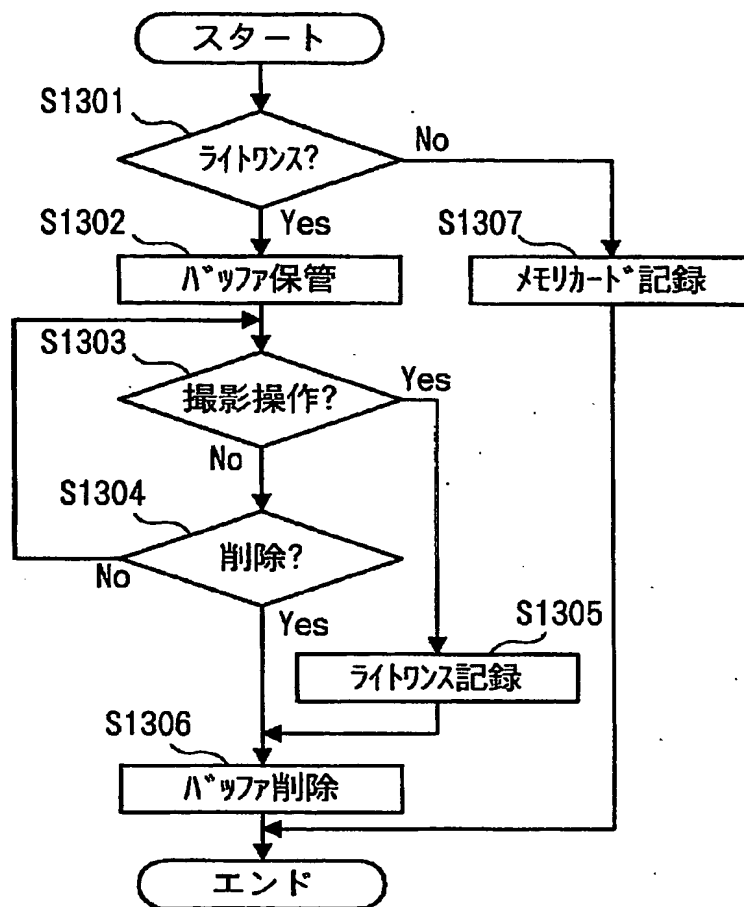 スタート
S1301
ライトワンス?
No
Yes
S1302
バッファ保管
S1307
メモリカード記録
S1303
撮影操作?
Yes
No
S1304
削除?
No
Yes
S1305
ライトワンス記録
S1306
バッファ削除
エンド